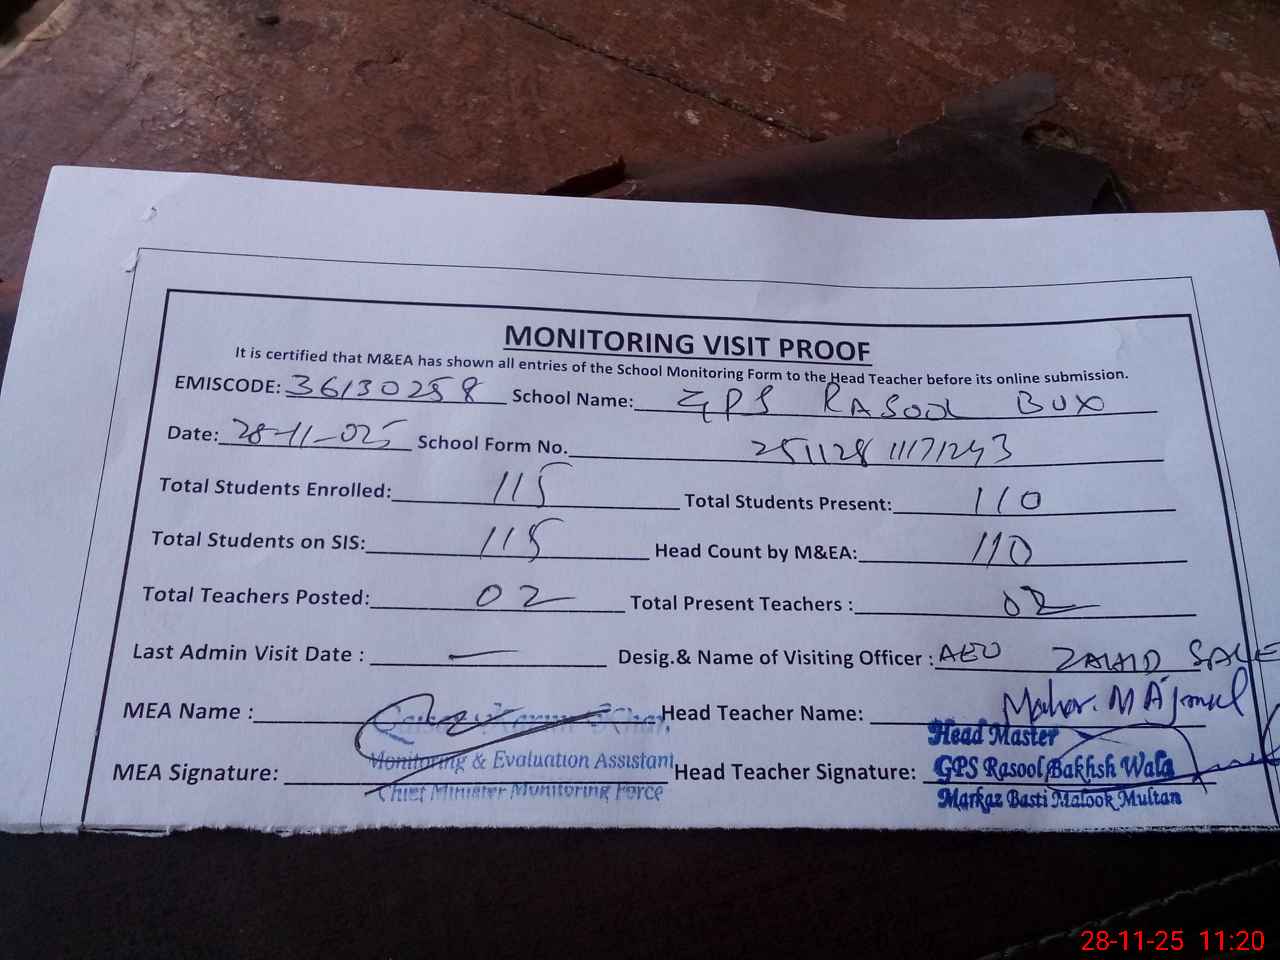 MONITORING VISIT PROOF
It is certified that M&EA has shown all entries of the School Monitoring Form to the Head Teacher before its online submission.
EMISCODE: 36130258 School Name: GPS RASOOL BUX
Date: 28-11-025 School Form No. 25112811171243
Total Students Enrolled: 115 Total Students Present: 110
Total Students on SIS: 115 Head Count by M&EA: 110
Total Teachers Posted: 02 Total Present Teachers : 02
Last Admin Visit Date : — Desig.& Name of Visiting Officer : AEO ZAHID SALE
MEA Name : Head Teacher Name: Mahar. M Ajmul
Head Master
Monitoring & Evaluation Assistant
MEA Signature: Head Teacher Signature: GPS Rasool Bakhsh Wala
Chief Minister Monitoring Force
Markaz Basti Malook Multan
28-11-25 11:20